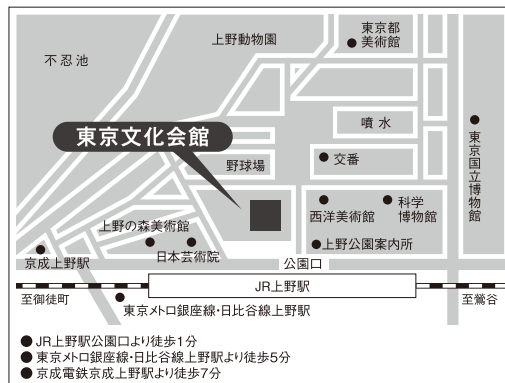 不忍池
上野動物園
東京都
美術館
東京文化会館
噴水
野球場
交番
東京国立博物館
西洋美術館
科学
博物館
上野の森美術館
日本芸術院
上野公園案内所
京成上野駅
公園口
JR上野駅
至御徒町
至鶯谷
東京メトロ銀座線・日比谷線上野駅
●JR上野駅公園口より徒歩1分
●東京メトロ銀座線・日比谷線上野駅より徒歩5分
●京成電鉄京成上野駅より徒歩7分